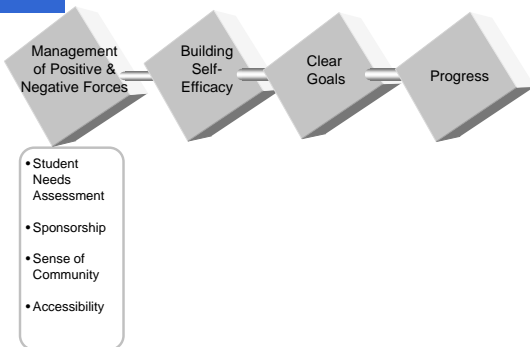 Management
of Positive &
Negative Forces
Building
Self-
Efficacy
Clear
Goals
Progress
• Student
Needs
Assessment
• Sponsorship
• Sense of
Community
• Accessibility